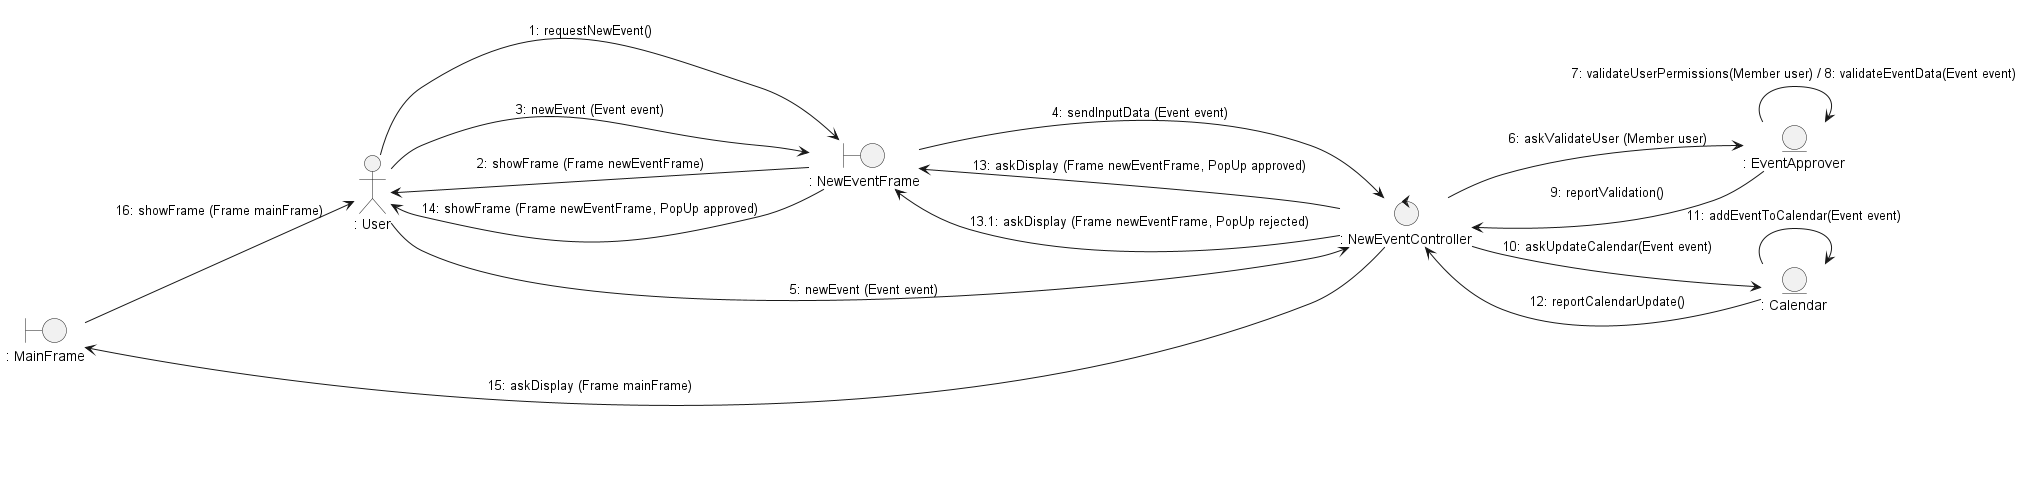 1: requestNewEvent()
7: validateUserPermissions(Member user) / 8: validateEventData(Event event)
3: newEvent (Event event)
4: sendInputData (Event event)
6: askValidateUser (Member user)
: EventApprover
2: showFrame (Frame newEventFrame)
13: askDisplay (Frame newEventFrame, PopUp approved)
: NewEventFrame
9: reportValidation()
16: showFrame (Frame mainFrame)
14: showFrame (Frame newEventFrame, PopUp approved)
: User
13.1: askDisplay (Frame newEventFrame, PopUp rejected)
11: addEventToCalendar(Event event)
: NewEventController
10: askUpdateCalendar(Event event)
5: newEvent (Event event)
12: reportCalendarUpdate()
: Calendar
: MainFrame
15: askDisplay (Frame mainFrame)